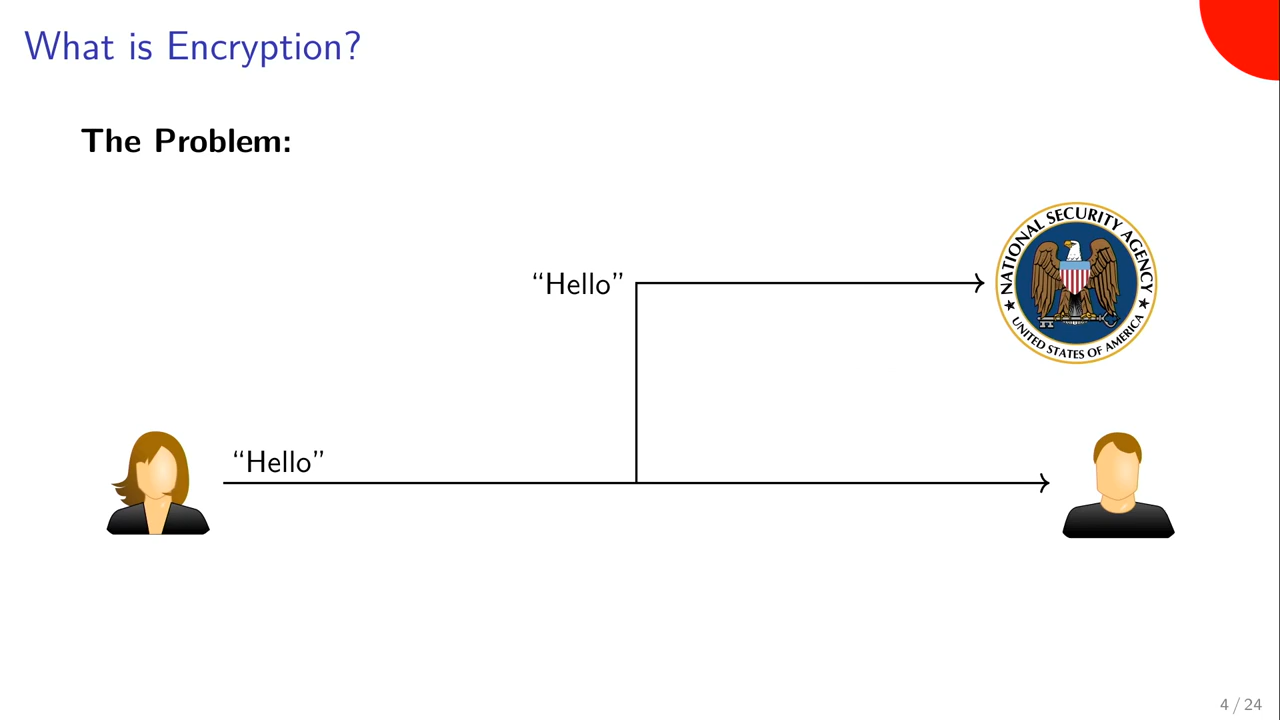 What is Encryption?
The Problem:
NATIONAL SECURITY AGENCY
★ UNITED STATES OF AMERICA ★
“Hello”
“Hello”
4 / 24